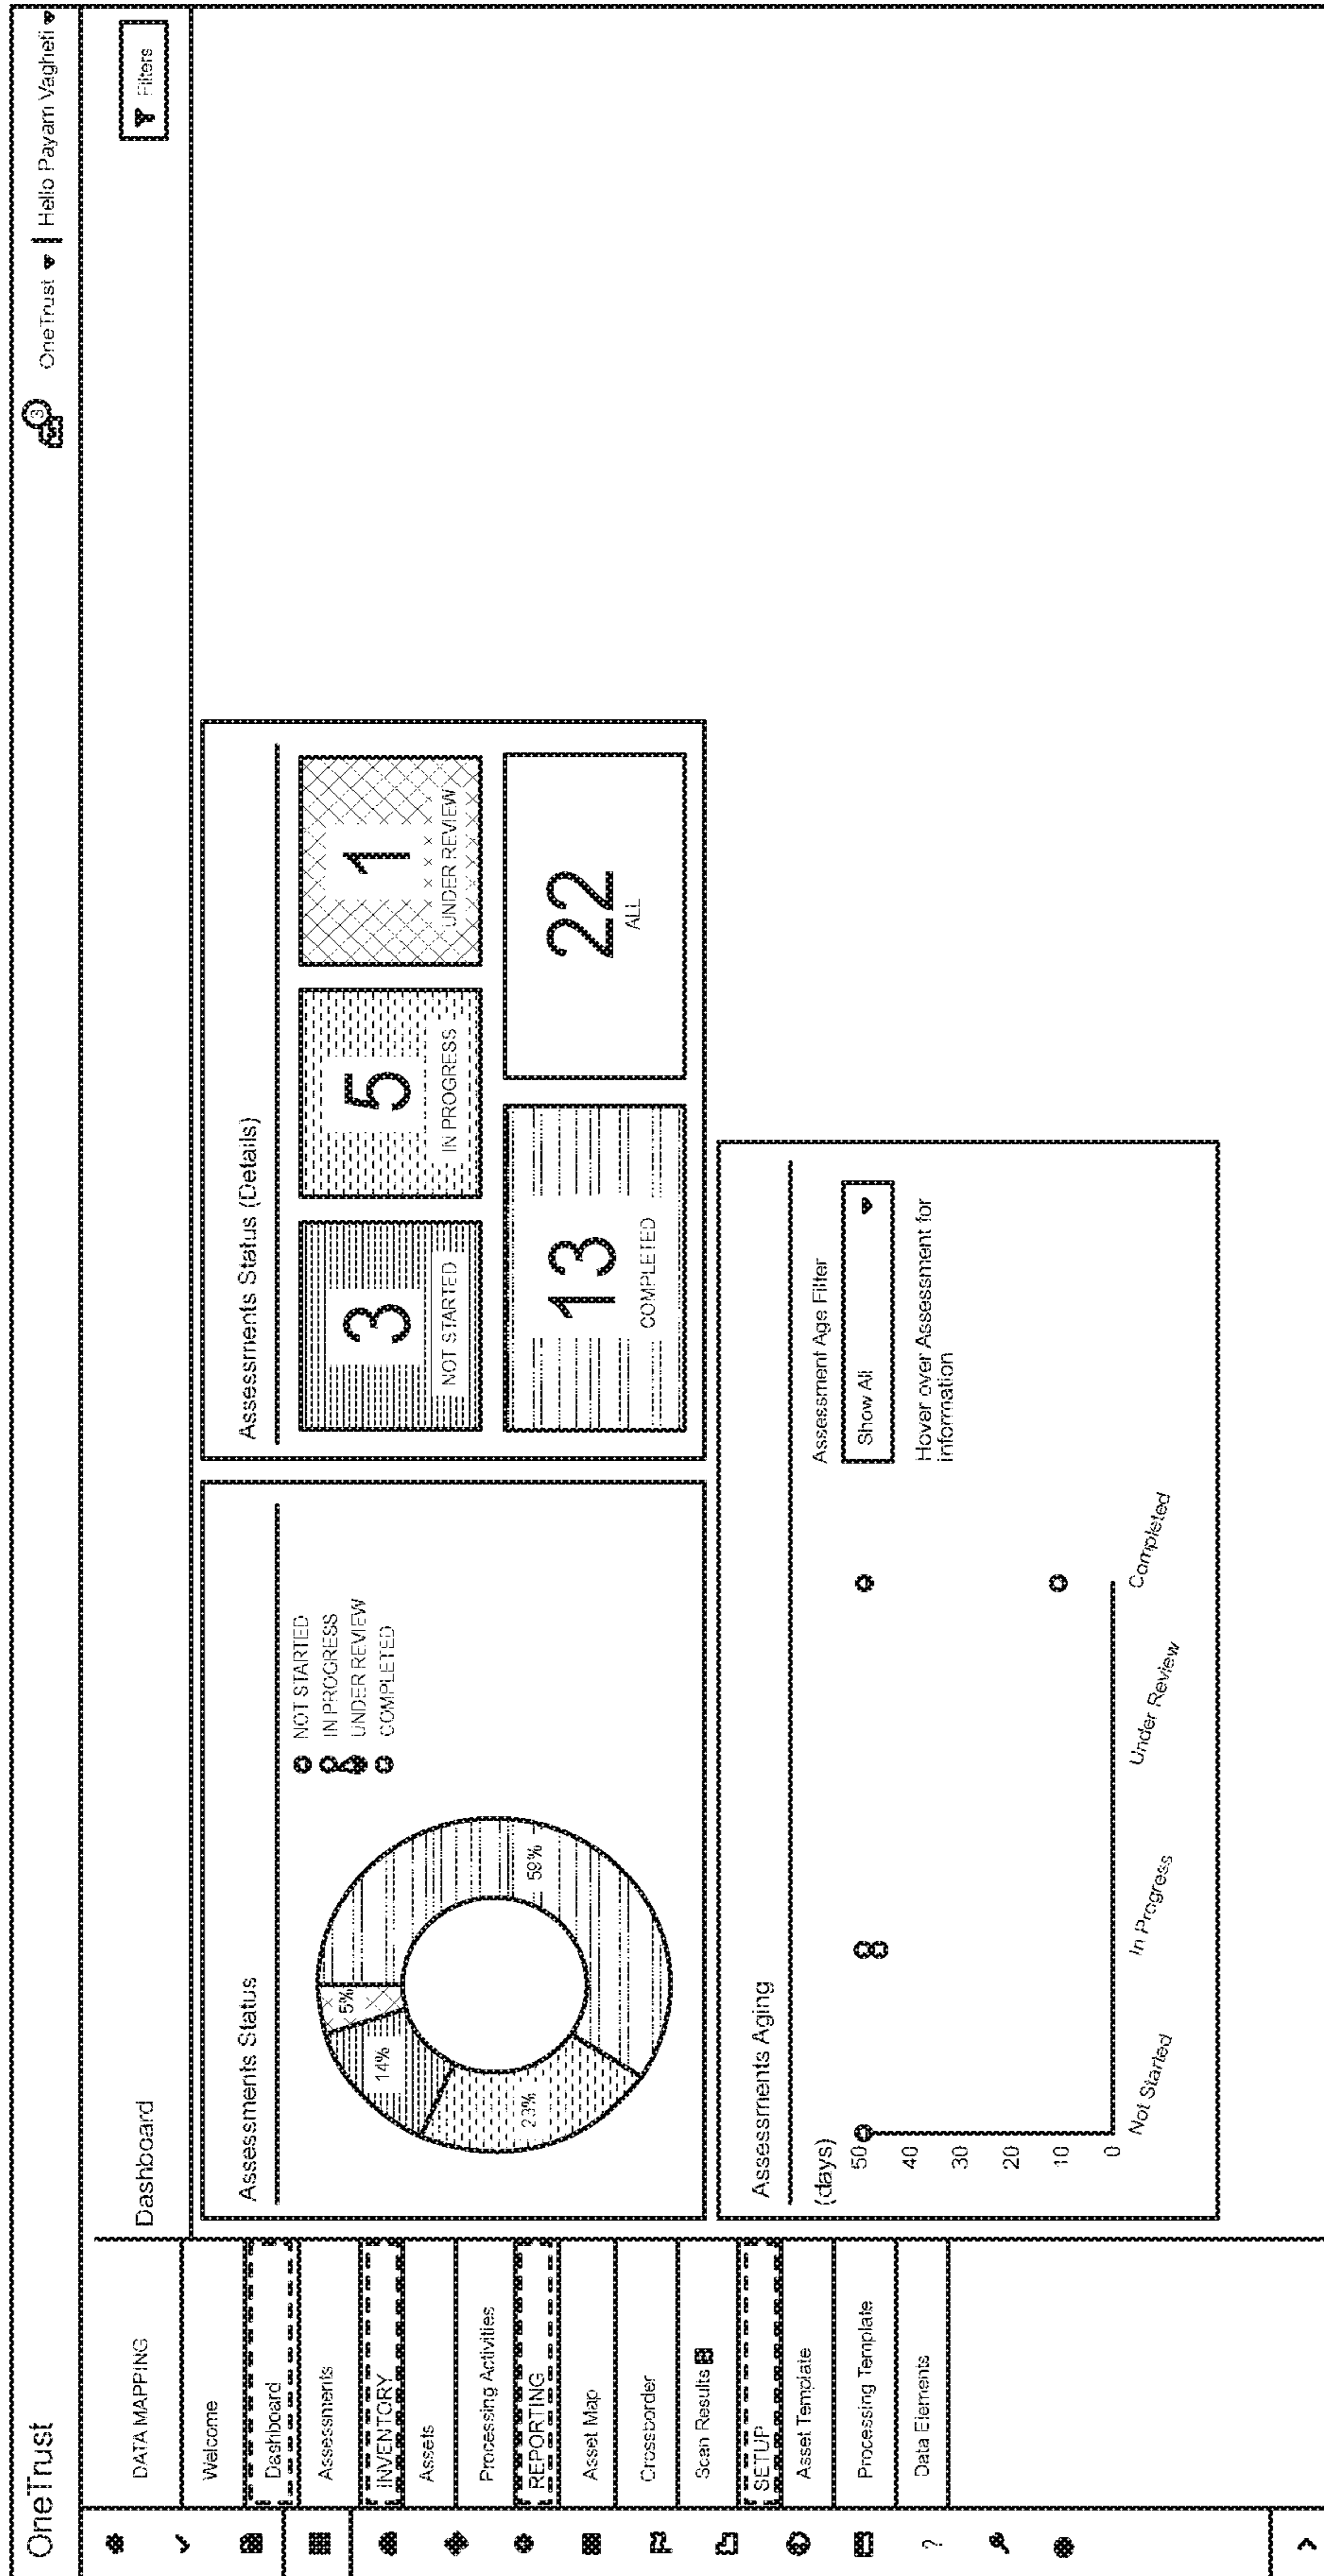 OneTrust
3
OneTrust
Hello Payam Vagheti
DATA MAPPING
Welcome
Dashboard
Assessments
INVENTORY
Assets
Processing Activities
REPORTING
Asset Map
Crossborder
Scan Results
SETUP
Asset Template
Processing Template
Data Elements
?
Dashboard
Filters
Assessments Status
5%
14%
23%
59%
NOT STARTED
IN PROGRESS
UNDER REVIEW
COMPLETED
Assessments Status (Details)
3
NOT STARTED
5
IN PROGRESS
1
UNDER REVIEW
13
COMPLETED
22
ALL
Assessments Aging
(days)
50
40
30
20
10
0
Not Started
In Progress
Under Review
Completed
Assessment Age Filter
Show All
Hover over Assessment for
information